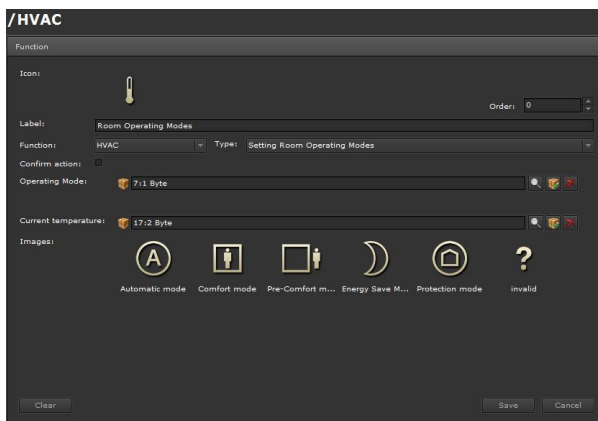 /HVAC
Function
Icon:
Order: 0
Label: Room Operating Modes
Function: HVAC Type: Setting Room Operating Modes
Confirm action:
Operating Mode: 7:1 Byte
Current temperature: 17:2 Byte
Images:
A
?
Automatic mode Comfort mode Pre-Comfort m... Energy Save M... Protection mode invalid
Clear Save Cancel